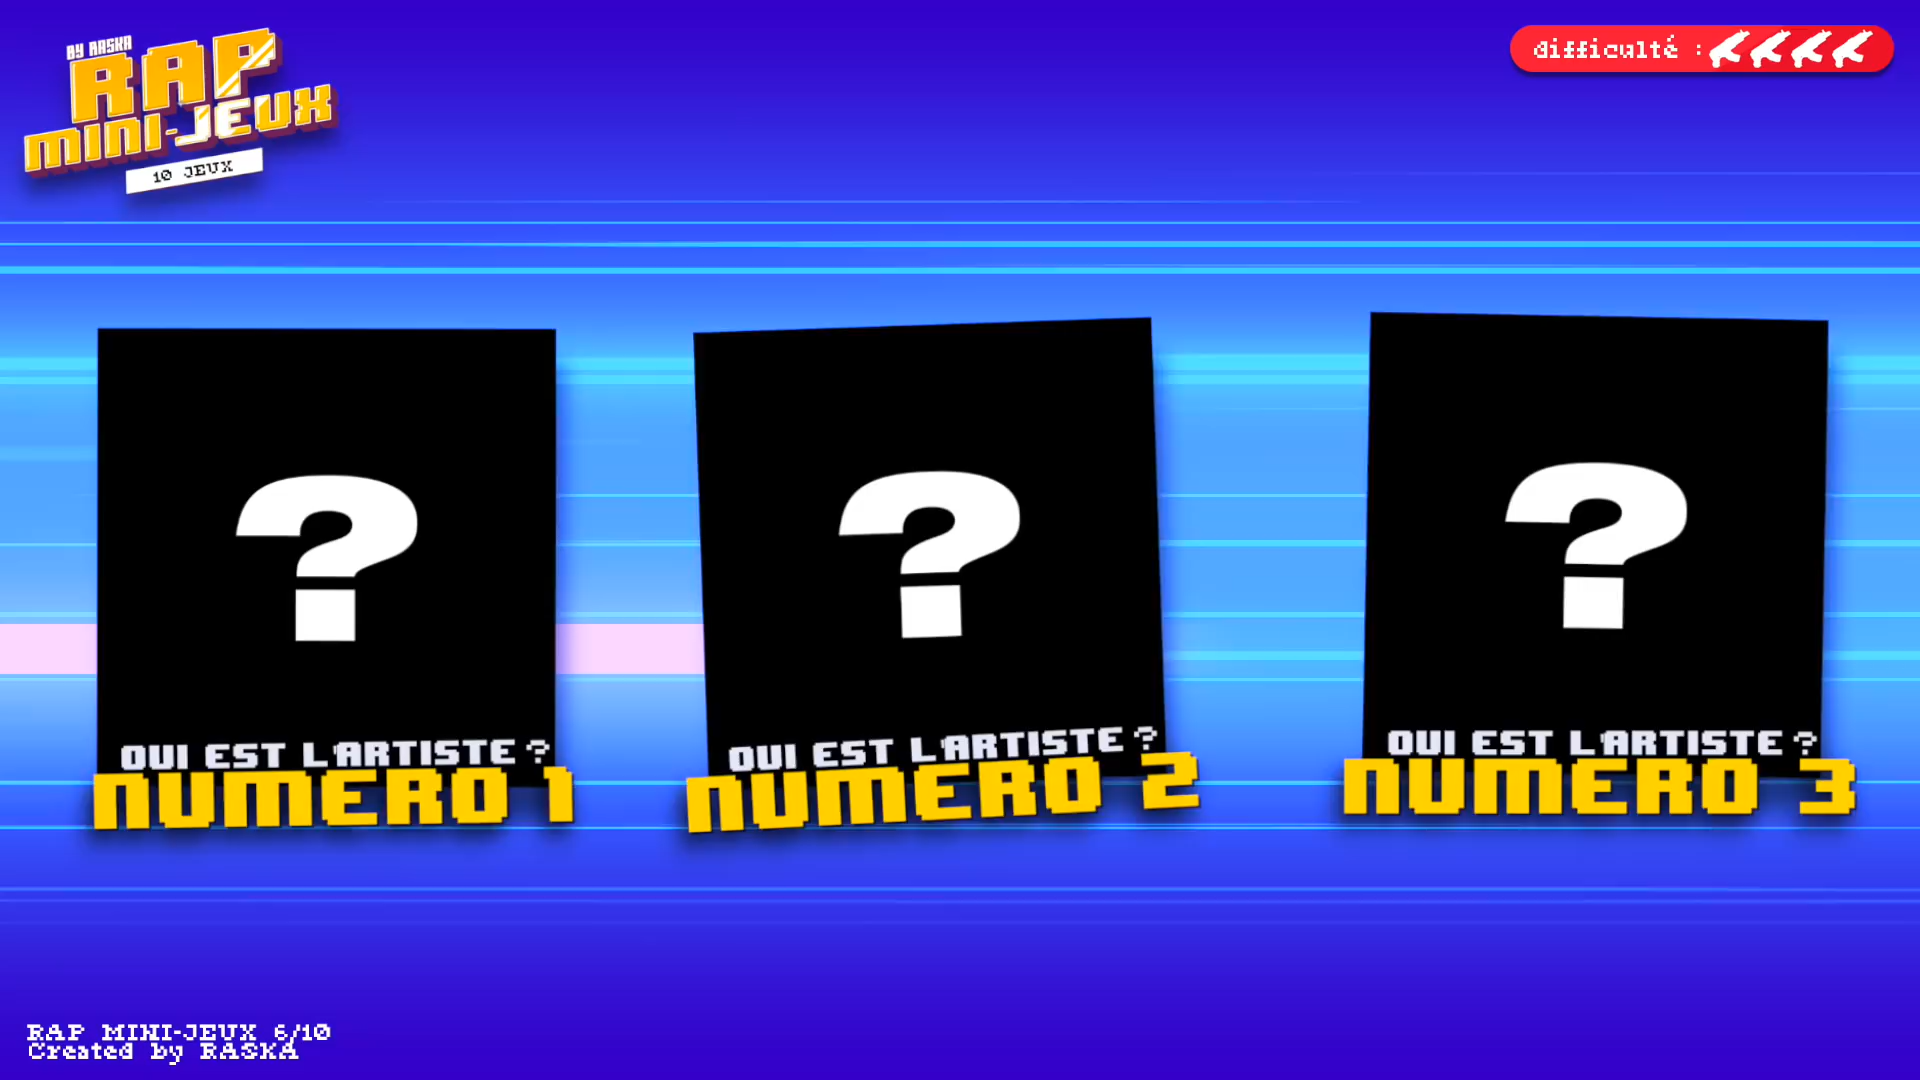 BY RASKA
RAP
MINI-JEUX
10 JEUX
difficulté :
?
QUI EST L'ARTISTE ?
NUMERO 1
?
QUI EST L'ARTISTE ?
NUMERO 2
?
QUI EST L'ARTISTE ?
NUMERO 3
RAP MINI-JEUX 6/10
Created by RASKA